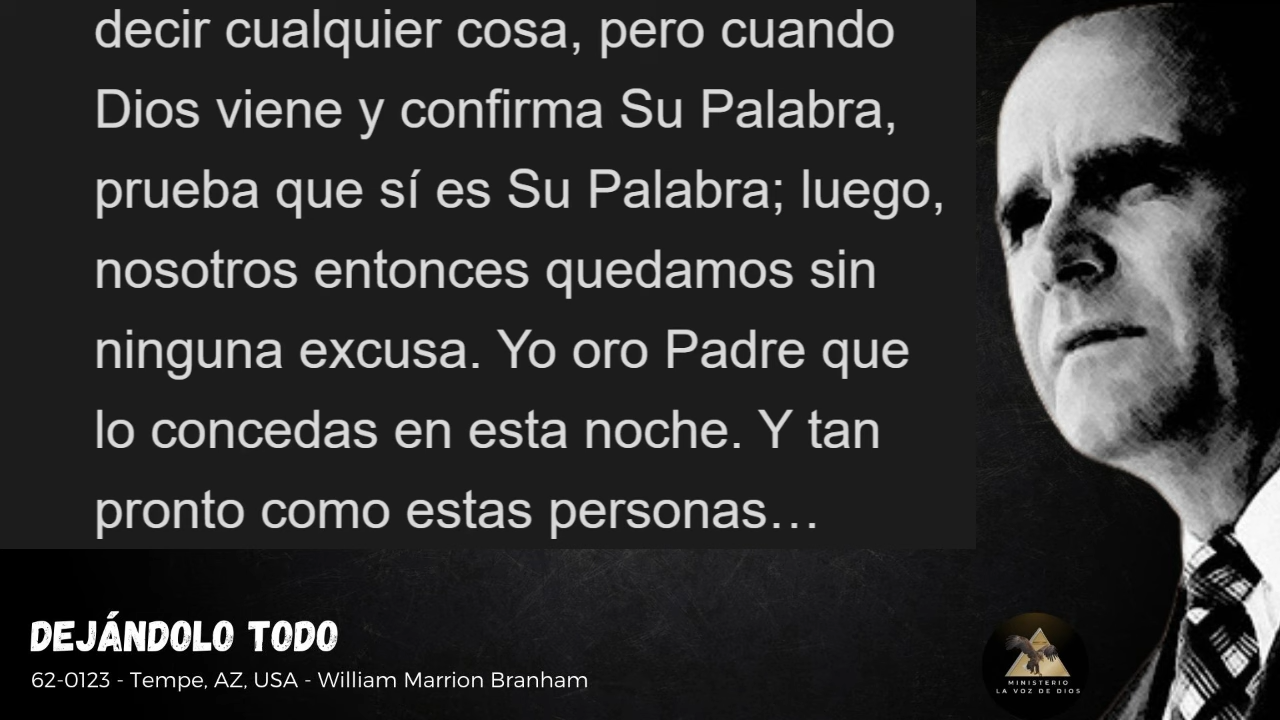 decir cualquier cosa, pero cuando
Dios viene y confirma Su Palabra,
prueba que sí es Su Palabra; luego,
nosotros entonces quedamos sin
ninguna excusa. Yo oro Padre que
lo concedas en esta noche. Y tan
pronto como estas personas…
DEJÁNDOLO TODO
62-0123 - Tempe, AZ, USA - William Marrion Branham
MINISTERIO
LA VOZ DE DIOS